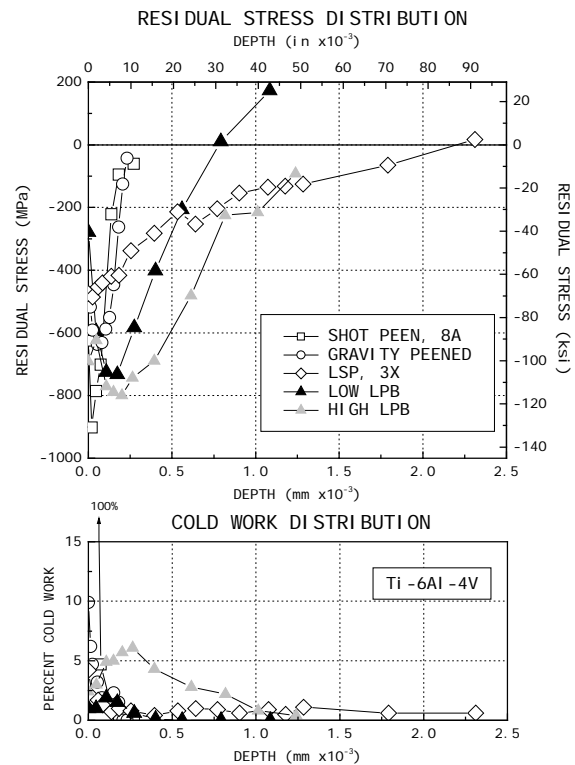 RESIDUAL STRESS DISTRIBUTION
DEPTH (in x10-3)
0 10 20 30 40 50 60 70 80 90
200
0
-200
-400
-600
-800
-1000
RESIDUAL STRESS (MPa)
20
0
-20
-40
-60
-80
-100
-120
-140
RESIDUAL STRESS (ksi)
SHOT PEEN, 8A
GRAVITY PEENED
LSP, 3X
LOW LPB
HIGH LPB
0.0 0.5 1.0 1.5 2.0 2.5
DEPTH (mm x10-3)
100%
COLD WORK DISTRIBUTION
15
10
5
0
PERCENT COLD WORK
Ti-6Al-4V
0.0 0.5 1.0 1.5 2.0 2.5
DEPTH (mm x10-3)